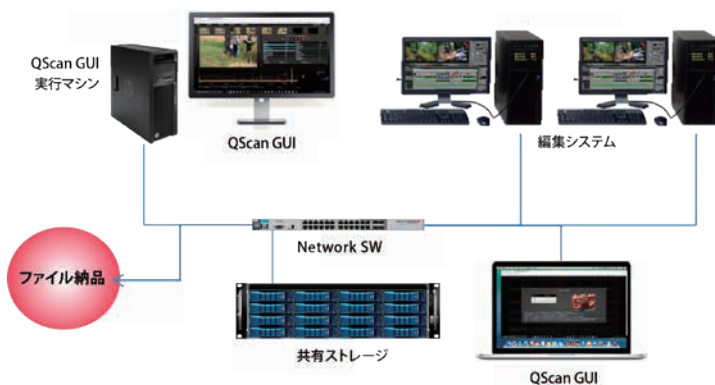 QScan GUI
実行マシン
QScan GUI
編集システム
Network SW
ファイル納品
共有ストレージ
QScan GUI